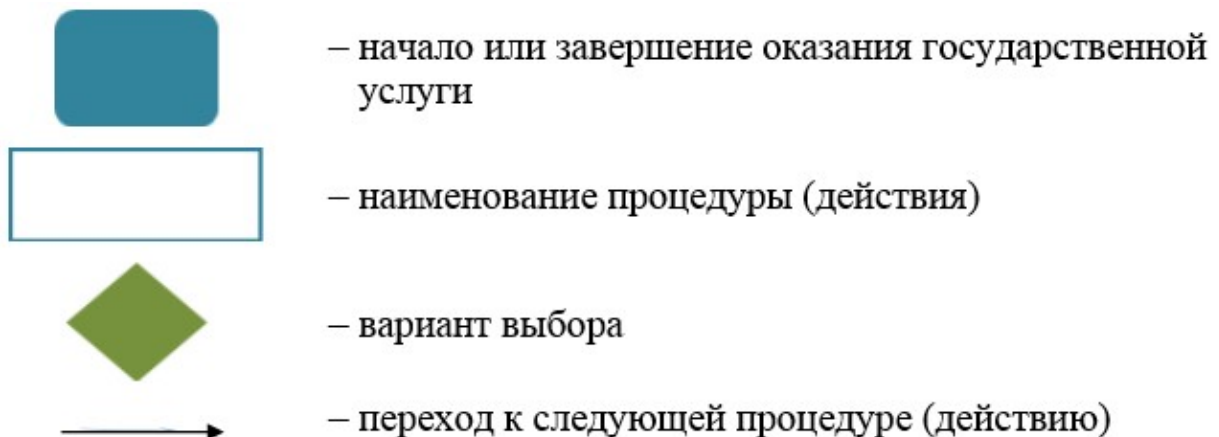 – начало или завершение оказания государственной
услуги
– наименование процедуры (действия)
– вариант выбора
– переход к следующей процедуре (действию)